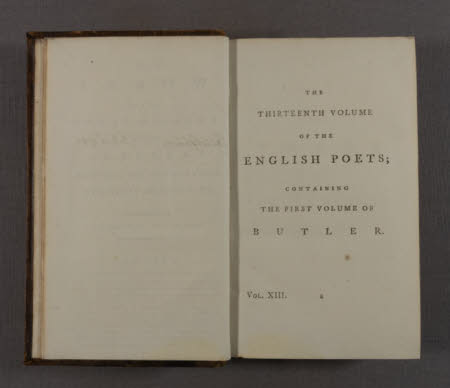 THE
THIRTEENTH VOLUME
OF THE
ENGLISH POETS;
CONTAINING
THE FIRST VOLUME OF
BUTLER.
VOL. XIII. a